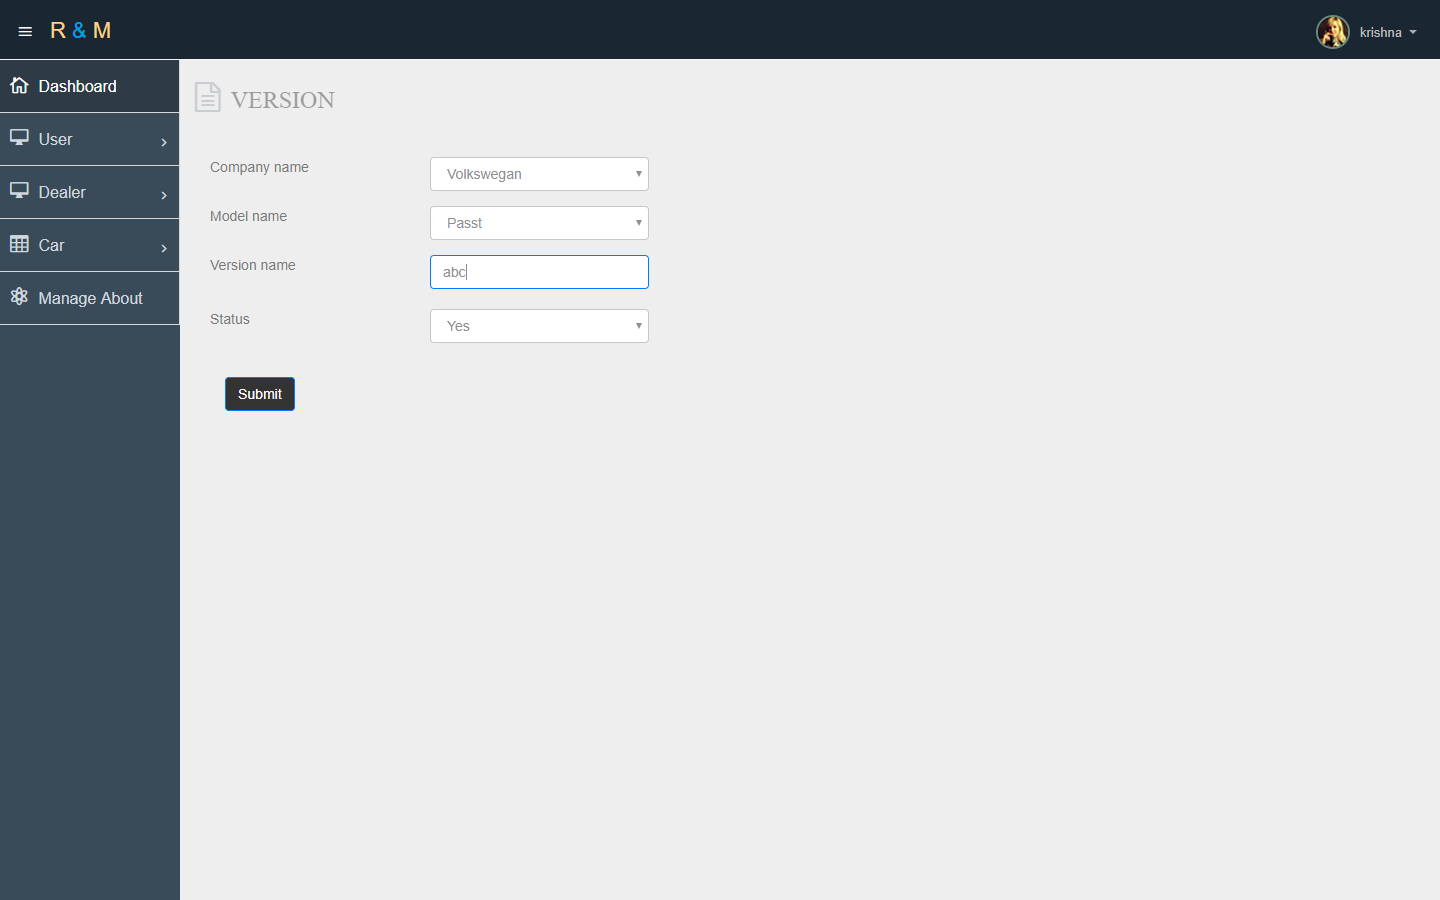 R & M
krishna
Dashboard
User
Dealer
Car
Manage About
VERSION
Company name
Volkswegan
Model name
Passt
Version name
abc
Status
Yes
Submit